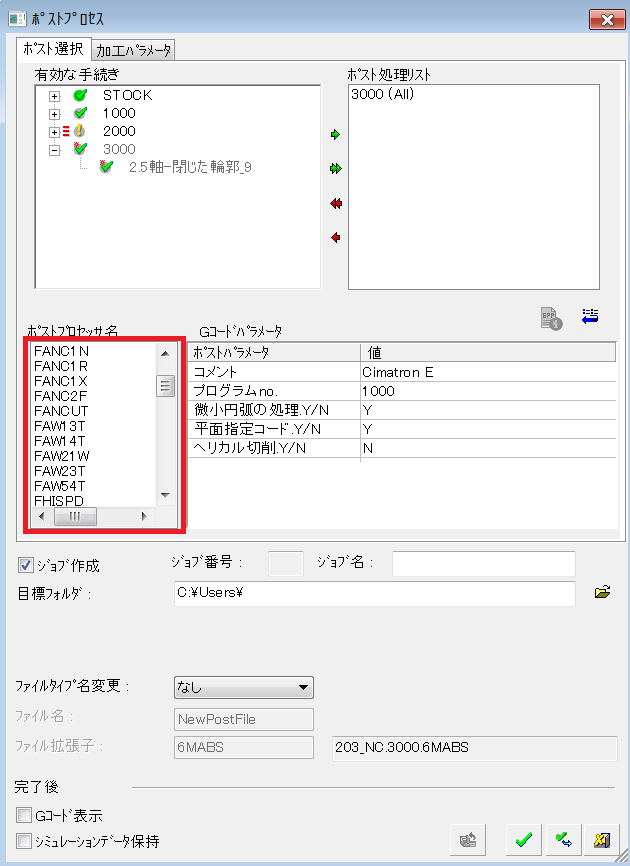 ﾎﾟｽﾄﾌﾟﾛｾｽ
ﾎﾟｽﾄ選択 加工ﾊﾟﾗﾒｰﾀ
有効な手続き
STOCK
1000
2000
3000
2.5軸-閉じた輪郭_9
ﾎﾟｽﾄ処理ﾘｽﾄ
3000 (All)
ﾎﾟｽﾄﾌﾟﾛｾｯｻ名
FANC1N
FANC1R
FANC1X
FANC2F
FANCUT
FAW13T
FAW14T
FAW21W
FAW23T
FAW54T
FHISPD
Gｺｰﾄﾞﾊﾟﾗﾒｰﾀ
ﾎﾟｽﾄﾊﾟﾗﾒｰﾀ 値
コメント Cimatron E
プログラムno. 1000
微小円弧の処理.Y/N Y
平面指定コード.Y/N Y
ヘリカル切削.Y/N N
GPP
ｼﾞｮﾌﾞ作成 ｼﾞｮﾌﾞ番号 : ｼﾞｮﾌﾞ名 :
目標ﾌｫﾙﾀﾞ : C:¥Users¥
ﾌｧｲﾙﾀｲﾌﾟ名変更 : なし
ﾌｧｲﾙ名 : NewPostFile
ﾌｧｲﾙ拡張子 : 6MABS 203_NC.3000.6MABS
完了後
Gｺｰﾄﾞ表示
ｼﾐｭﾚｰｼｮﾝﾃﾞｰﾀ保持